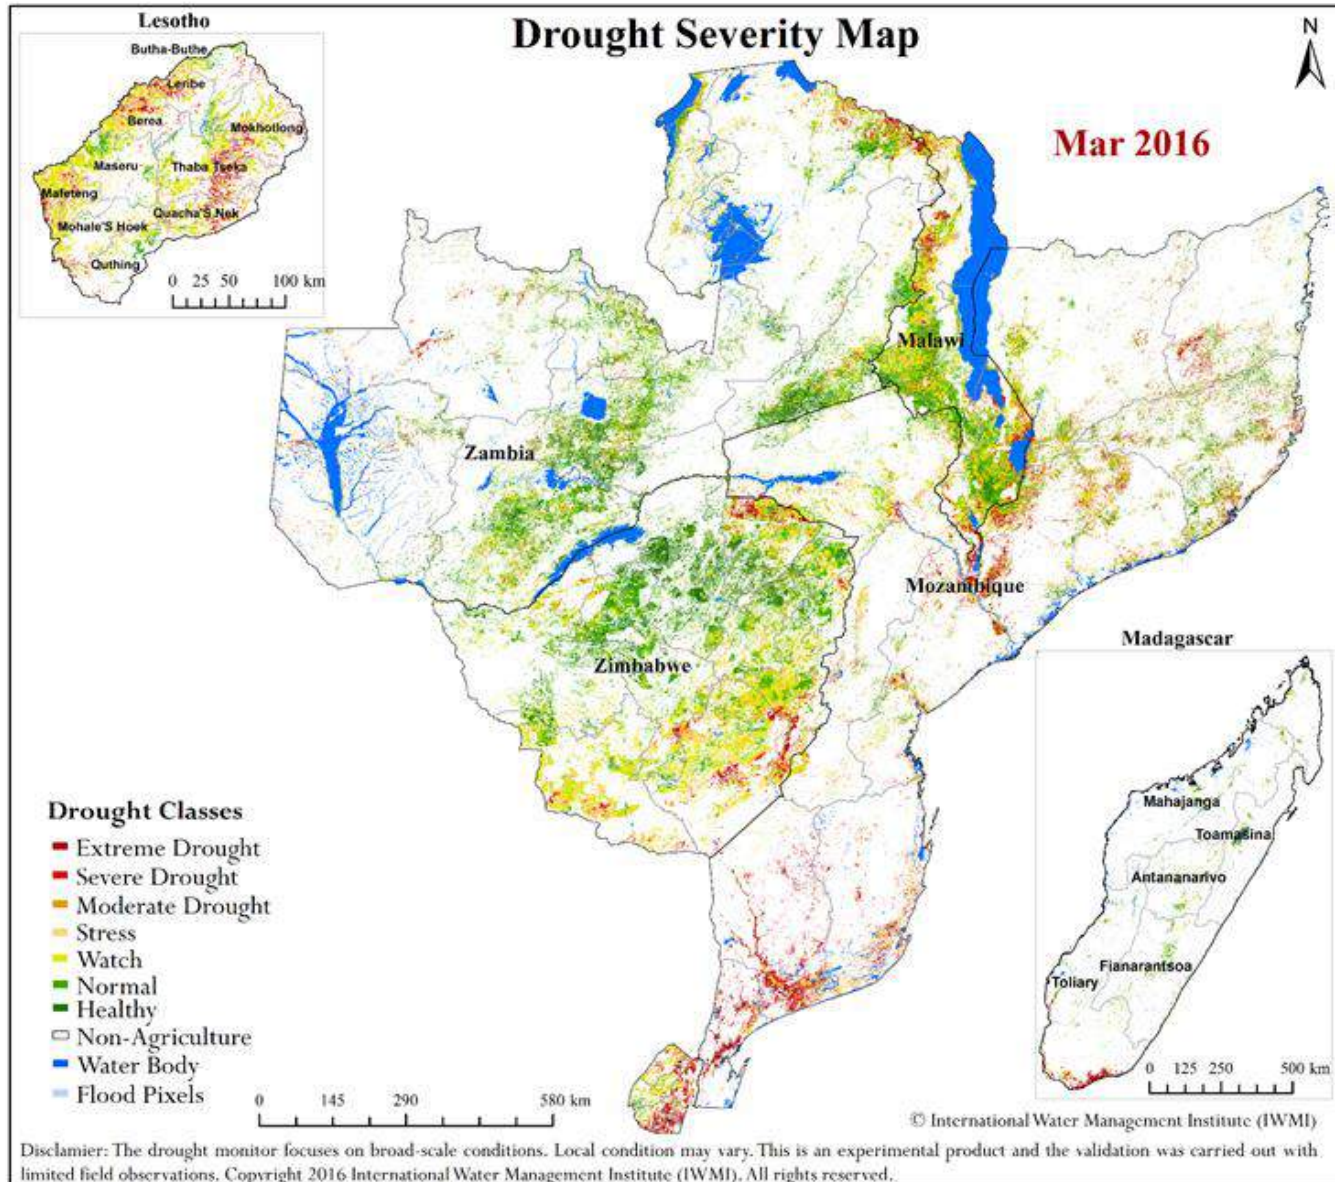 Lesotho
Drought Severity Map
N
Butha-Buthe
Leribe
Berea
Mokhotlong
Maseru
Thaba Tseka
Mafeteng
Quacha'S Nek
Mohale'S Hoek
Quthing
0 25 50 100 km
Mar 2016
Malawi
Zambia
Mozambique
Zimbabwe
Madagascar
Mahajanga
Toamasina
Antananarivo
Fianarantsoa
Toliary
0 125 250 500 km
Drought Classes
Extreme Drought
Severe Drought
Moderate Drought
Stress
Watch
Normal
Healthy
Non-Agriculture
Water Body
Flood Pixels
0 145 290 580 km
© International Water Management Institute (IWMI)
Disclamier: The drought monitor focuses on broad-scale conditions. Local condition may vary. This is an experimental product and the validation was carried out with
limited field observations. Copyright 2016 International Water Management Institute (IWMI). All rights reserved.